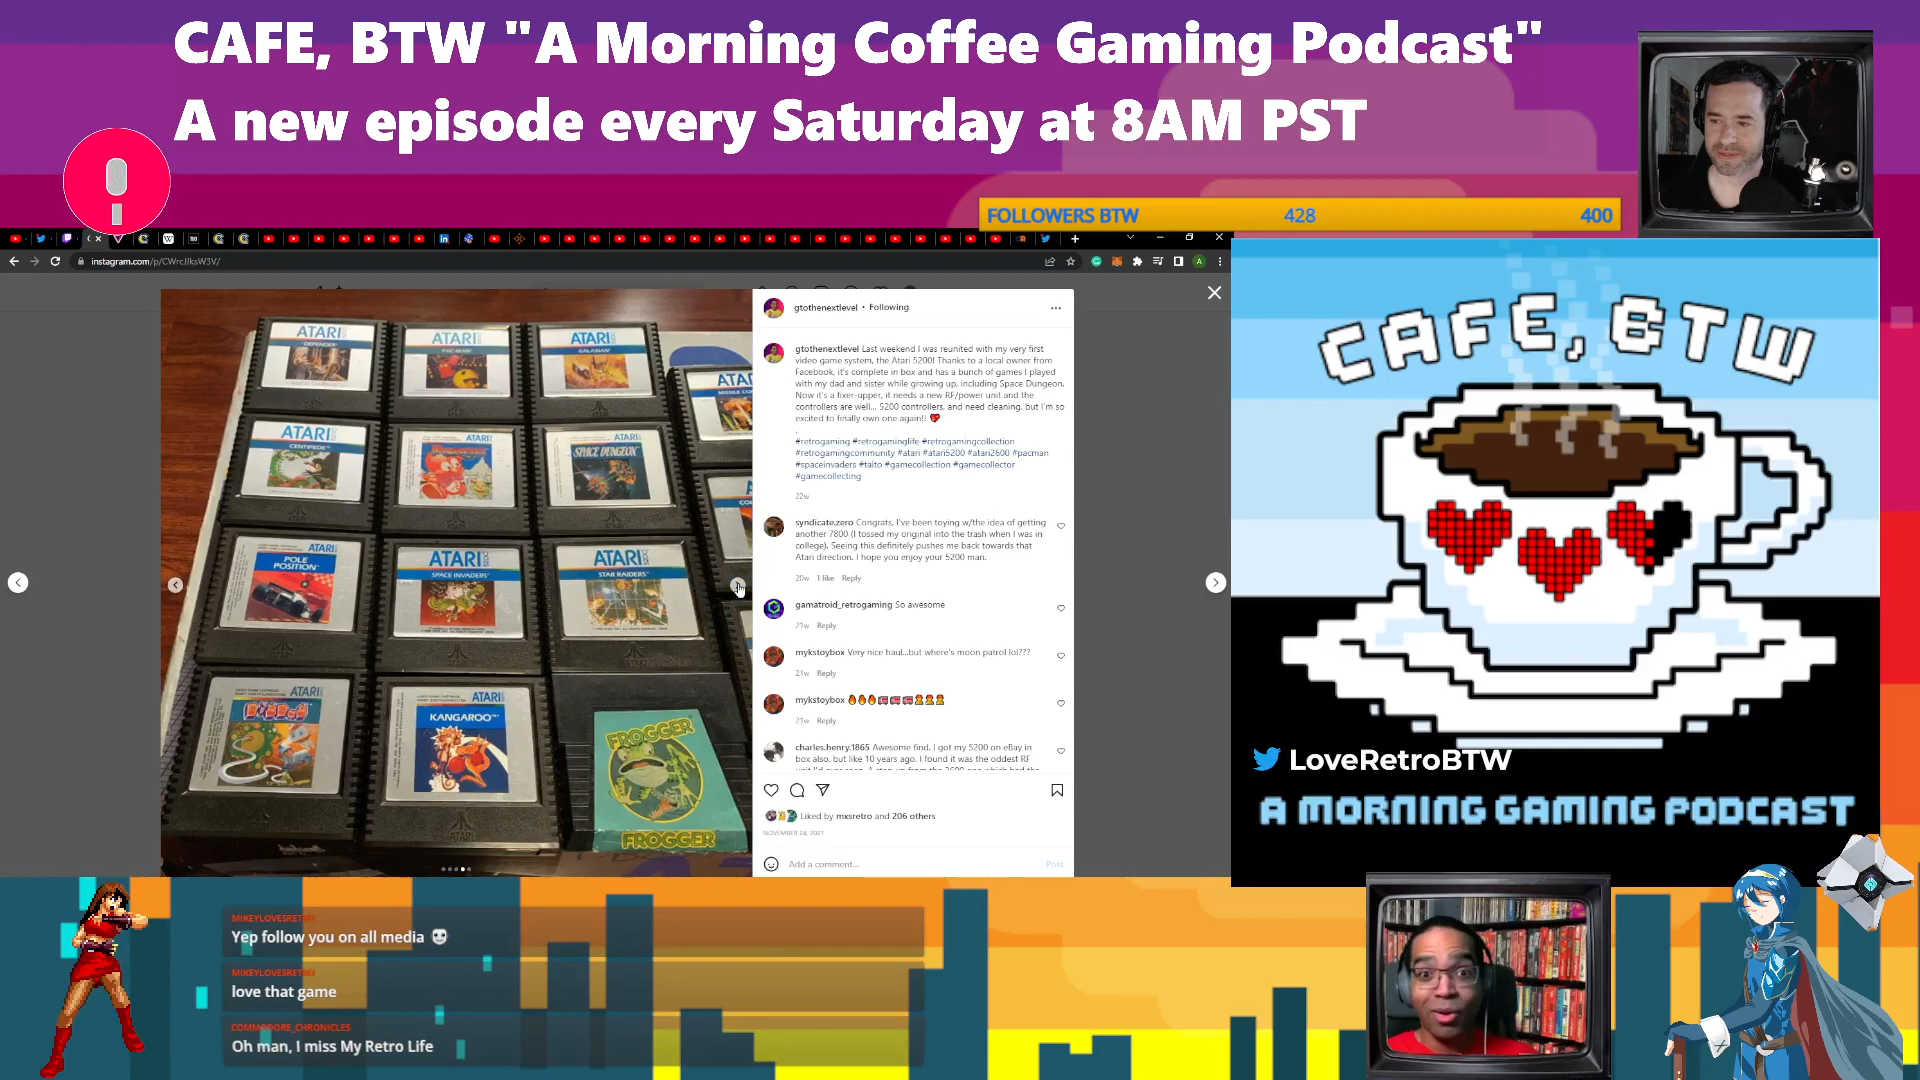 CAFE, BTW "A Morning Coffee Gaming Podcast"
A new episode every Saturday at 8AM PST
FOLLOWERS BTW 428 400
instagram.com/p/CWrcJJksW3V/
gtothenextlevel • Following
gtothenextlevel Last weekend I was reunited with my very first
video game system, the Atari 5200! Thanks to a local owner from
Facebook, it's complete in box and has a bunch of games I played
with my dad and sister while growing up, including Space Dungeon.
Now it's a fixer-upper, it needs a new RF/power unit and the
controllers are well... 5200 controllers, and need cleaning, but I'm so
excited to finally own one again!!
.
#retrogaming #retrogaminglife #retrogamingcollection
#retrogamingcommunity #atari #atari5200 #atari2600 #pacman
#spaceinvaders #taito #gamecollection #gamecollector
#gamecollecting
22w
syndicate.zero Congrats, I've been toying w/the idea of getting
another 7800 (I tossed my original into the trash when I was in
college). Seeing this definitely pushes me back towards that
Atari direction. I hope you enjoy your 5200 man.
20w 1 like Reply
gamatroid_retrogaming So awesome
21w Reply
mykstoybox Very nice haul...but where's moon patrol lol???
21w Reply
mykstoybox
21w Reply
charles.henry.1865 Awesome find. I got my 5200 on eBay in
box also, but like 10 years ago. I found it was the oddest RF
Liked by mxsretro and 206 others
NOVEMBER 24, 2021
Add a comment...
Post
ATARI
DEFENDER
ATARI
PAC-MAN
ATARI
GALAXIAN
ATARI
CENTIPEDE
SPACE DUNGEON
ATARI
POLE
POSITION
ATARI
SPACE INVADERS
ATARI
STAR RAIDERS
ATARI
ATARI
KANGAROO
FROGGER
FROGGER
CAFE, BTW
LoveRetroBTW
A MORNING GAMING PODCAST
Yep follow you on all media
love that game
COMMODORE_CHRONICLES
Oh man, I miss My Retro Life